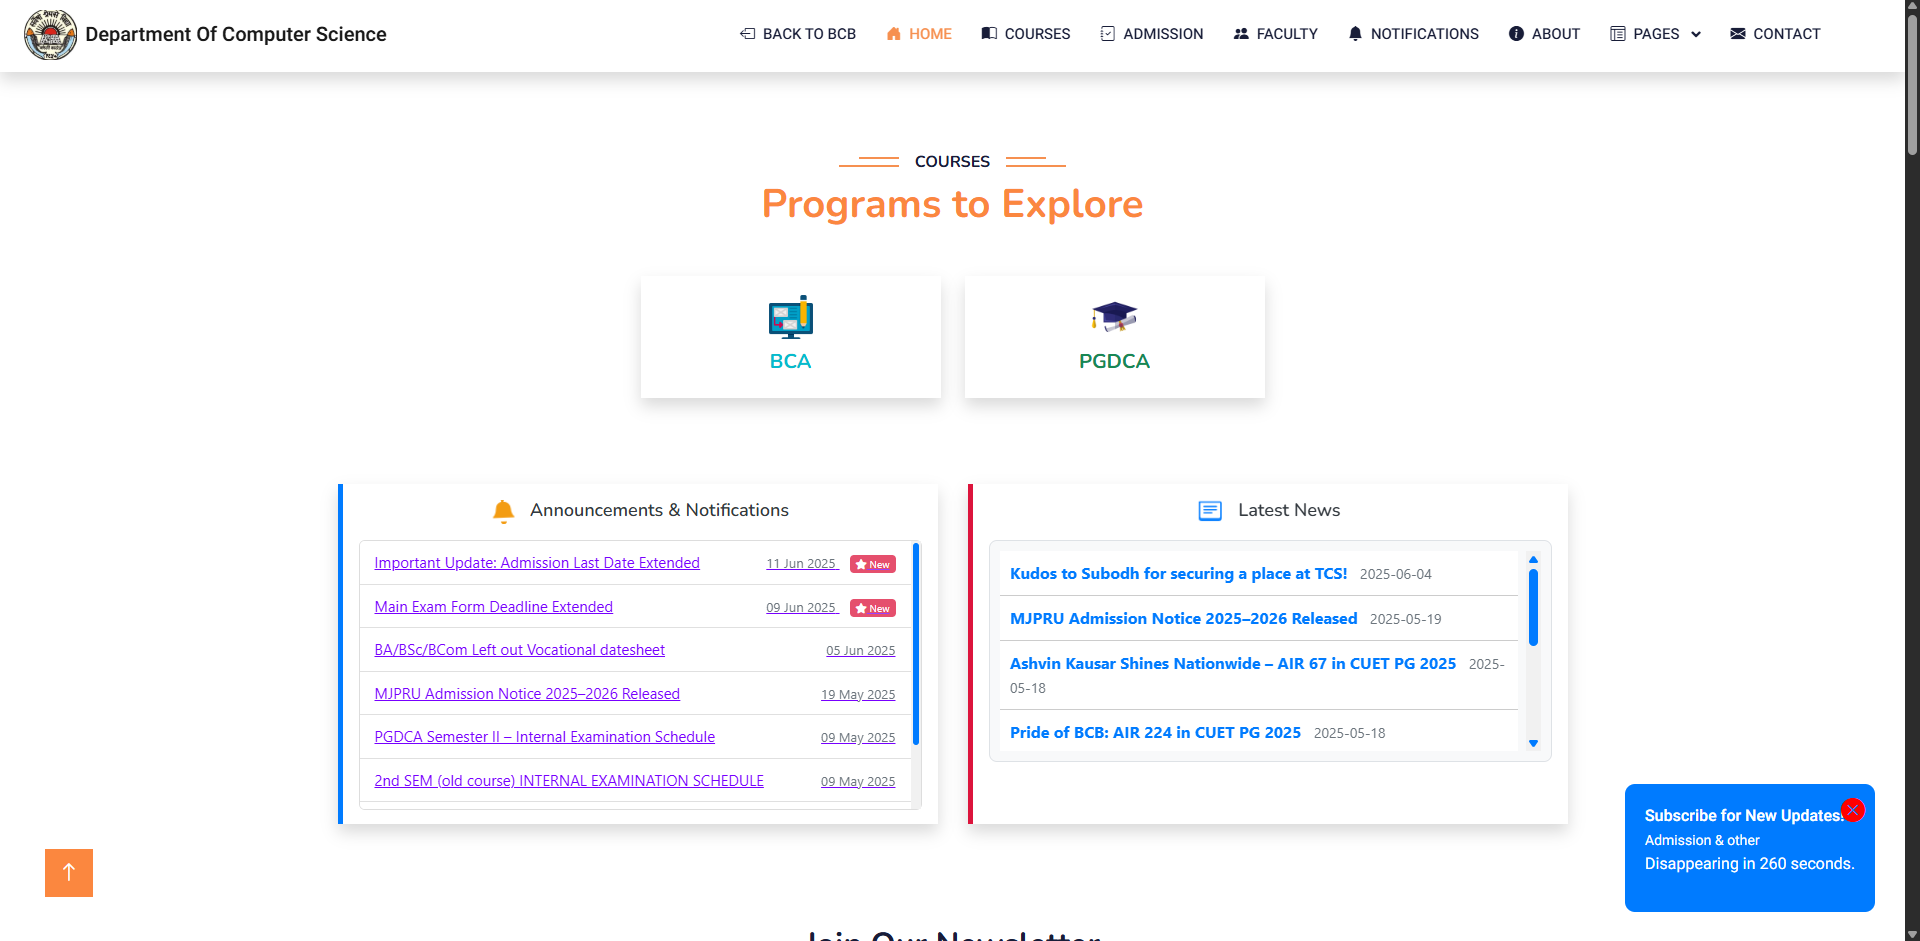 Department Of Computer Science
BACK TO BCB
HOME
COURSES
ADMISSION
FACULTY
NOTIFICATIONS
ABOUT
PAGES
CONTACT
COURSES
Programs to Explore
BCA
PGDCA
Announcements & Notifications
Important Update: Admission Last Date Extended 11 Jun 2025 New
Main Exam Form Deadline Extended 09 Jun 2025 New
BA/BSc/BCom Left out Vocational datesheet 05 Jun 2025
MJPRU Admission Notice 2025–2026 Released 19 May 2025
PGDCA Semester II – Internal Examination Schedule 09 May 2025
2nd SEM (old course) INTERNAL EXAMINATION SCHEDULE 09 May 2025
Latest News
Kudos to Subodh for securing a place at TCS! 2025-06-04
MJPRU Admission Notice 2025–2026 Released 2025-05-19
Ashvin Kausar Shines Nationwide – AIR 67 in CUET PG 2025 2025-
05-18
Pride of BCB: AIR 224 in CUET PG 2025 2025-05-18
Subscribe for New Updates!
Admission & other
Disappearing in 260 seconds.
Join Our Newsletter